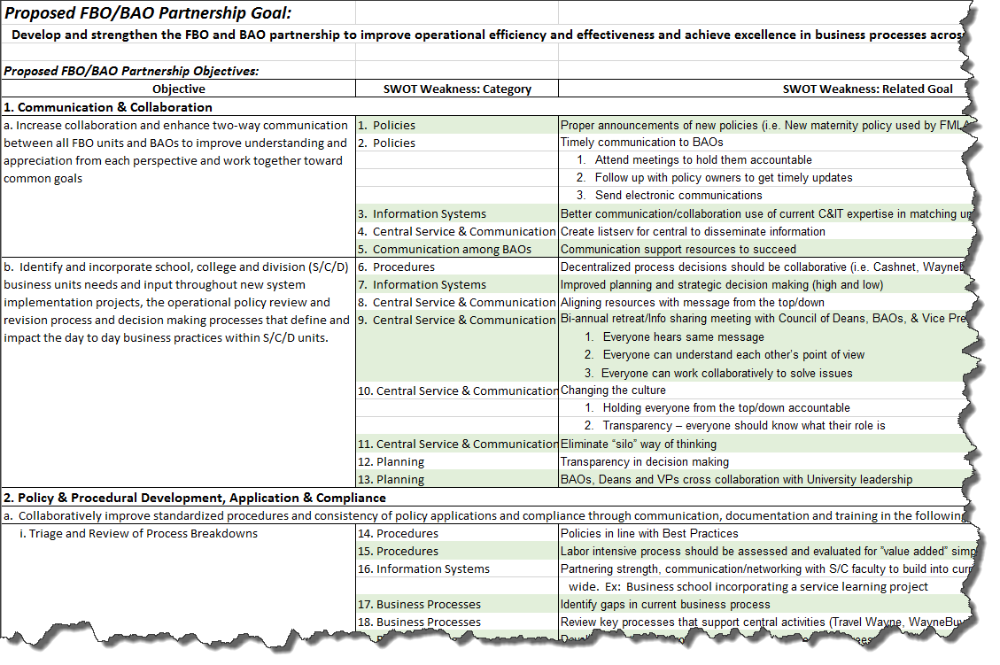 Proposed FBO/BAO Partnership Goal:
Develop and strengthen the FBO and BAO partnership to improve operational efficiency and effectiveness and achieve excellence in business processes
Proposed FBO/BAO Partnership Objectives:
Objective SWOT Weakness: Category SWOT Weakness: Related Goal
1. Communication & Collaboration
a. Increase collaboration and enhance two-way communication 1. Policies Proper announcements of new policies (i.e. New maternity policy used by FMLA
between all FBO units and BAOs to improve understanding and 2. Policies Timely communication to BAOs
appreciation from each perspective and work together toward 1. Attend meetings to hold them accountable
common goals 2. Follow up with policy owners to get timely updates
3. Send electronic communications
3. Information Systems Better communication/collaboration use of current C&IT expertise in matching
4. Central Service & Communication Create listserv for central to disseminate information
5. Communication among BAOs Communication support resources to succeed
b. Identify and incorporate school, college and division (S/C/D) 6. Procedures Decentralized process decisions should be collaborative (i.e. Cashnet,
business units needs and input throughout new system 7. Information Systems Improved planning and strategic decision making (high and low)
implementation projects, the operational policy review and 8. Central Service & Communication Aligning resources with message from the top/down
revision process and decision making processes that define and 9. Central Service & Communication Bi-annual retreat/Info sharing meeting with Council of Deans, BAOs, & Vice
impact the day to day business practices within S/C/D units. 1. Everyone hears same message
2. Everyone can understand each other's point of view
3. Everyone can work collaboratively to solve issues
10. Central Service & Communication Changing the culture
1. Holding everyone from the top/down accountable
2. Transparency – everyone should know what their role is
11. Central Service & Communication Eliminate “silo” way of thinking
12. Planning Transparency in decision making
13. Planning BAOs, Deans and VPs cross collaboration with University leadership
2. Policy & Procedural Development, Application & Compliance
a. Collaboratively improve standardized procedures and consistency of policy applications and compliance through communication, documentation and training in the following
i. Triage and Review of Process Breakdowns 14. Procedures Policies in line with Best Practices
15. Procedures Labor intensive process should be assessed and evaluated for "value added"
16. Information Systems Partnering strength, communication/networking with S/C faculty to build into
wide. Ex: Business school incorporating a service learning project
17. Business Processes Identify gaps in current business process
18. Business Processes Review key processes that support central activities (Travel Wayne,